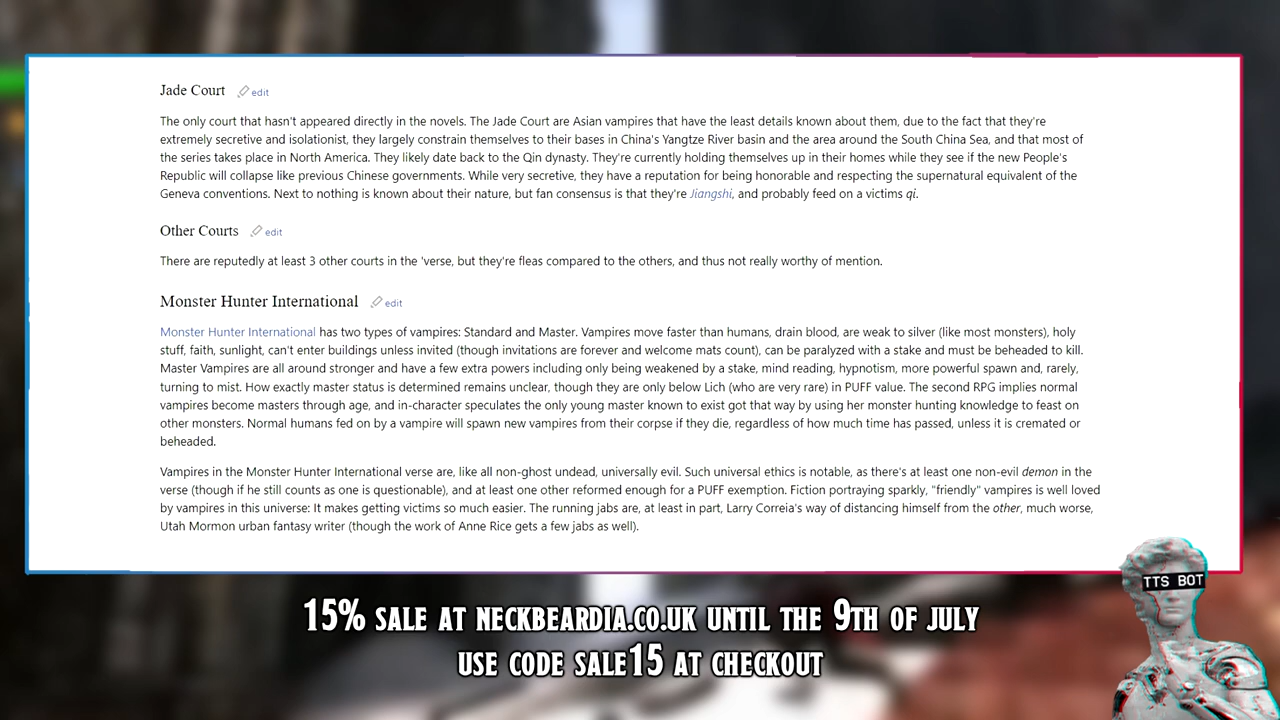 Jade Court edit
The only court that hasn't appeared directly in the novels. The Jade Court are Asian vampires that have the least details known about them, due to the fact that they're
extremely secretive and isolationist, they largely constrain themselves to their bases in China's Yangtze River basin and the area around the South China Sea, and that most of
the series takes place in North America. They likely date back to the Qin dynasty. They're currently holding themselves up in their homes while they see if the new People's
Republic will collapse like previous Chinese governments. While very secretive, they have a reputation for being honorable and respecting the supernatural equivalent of the
Geneva conventions. Next to nothing is known about their nature, but fan consensus is that they're Jiangshi, and probably feed on a victims qi.
Other Courts edit
There are reputedly at least 3 other courts in the 'verse, but they're fleas compared to the others, and thus not really worthy of mention.
Monster Hunter International edit
Monster Hunter International has two types of vampires: Standard and Master. Vampires move faster than humans, drain blood, are weak to silver (like most monsters), holy
stuff, faith, sunlight, can't enter buildings unless invited (though invitations are forever and welcome mats count), can be paralyzed with a stake and must be beheaded to kill.
Master Vampires are all around stronger and have a few extra powers including only being weakened by a stake, mind reading, hypnotism, more powerful spawn and, rarely,
turning to mist. How exactly master status is determined remains unclear, though they are only below Lich (who are very rare) in PUFF value. The second RPG implies normal
vampires become masters through age, and in-character speculates the only young master known to exist got that way by using her monster hunting knowledge to feast on
other monsters. Normal humans fed on by a vampire will spawn new vampires from their corpse if they die, regardless of how much time has passed, unless it is cremated or
beheaded.
Vampires in the Monster Hunter International verse are, like all non-ghost undead, universally evil. Such universal ethics is notable, as there's at least one non-evil demon in the
verse (though if he still counts as one is questionable), and at least one other reformed enough for a PUFF exemption. Fiction portraying sparkly, "friendly" vampires is well loved
by vampires in this universe: It makes getting victims so much easier. The running jabs are, at least in part, Larry Correia's way of distancing himself from the other, much worse,
Utah Mormon urban fantasy writer (though the work of Anne Rice gets a few jabs as well).
TTS BOT
15% SALE AT NECKBEARDIA.CO.UK UNTIL THE 9TH OF JULY
USE CODE SALE15 AT CHECKOUT